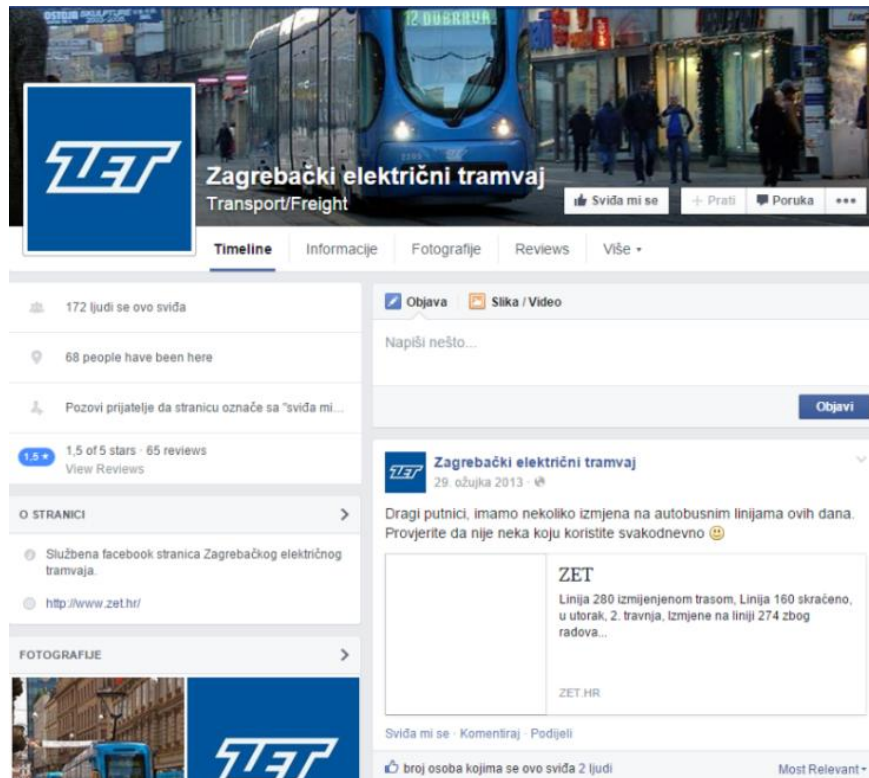 12 DUBRAVA
ZET
Zagrebački električni tramvaj
Transport/Freight
Sviđa mi se
+ Prati
Poruka
Timeline
Informacije
Fotografije
Reviews
Više
172 ljudi se ovo sviđa
68 people have been here
Pozovi prijatelje da stranicu označe sa "sviđa mi...
1,5
1,5 of 5 stars · 65 reviews
View Reviews
O STRANICI
Službena facebook stranica Zagrebačkog električnog
tramvaja.
http://www.zet.hr/
FOTOGRAFIJE
ZET
Objava
Slika / Video
Napiši nešto...
Objavi
ZET
Zagrebački električni tramvaj
29. ožujka 2013 ·
Dragi putnici, imamo nekoliko izmjena na autobusnim linijama ovih dana.
Provjerite da nije neka koju koristite svakodnevno
ZET
Linija 280 izmijenjenom trasom, Linija 160 skraćeno,
u utorak, 2. travnja, Izmjene na liniji 274 zbog
radova...
ZET.HR
Sviđa mi se · Komentiraj · Podijeli
broj osoba kojima se ovo sviđa 2 ljudi
Most Relevant